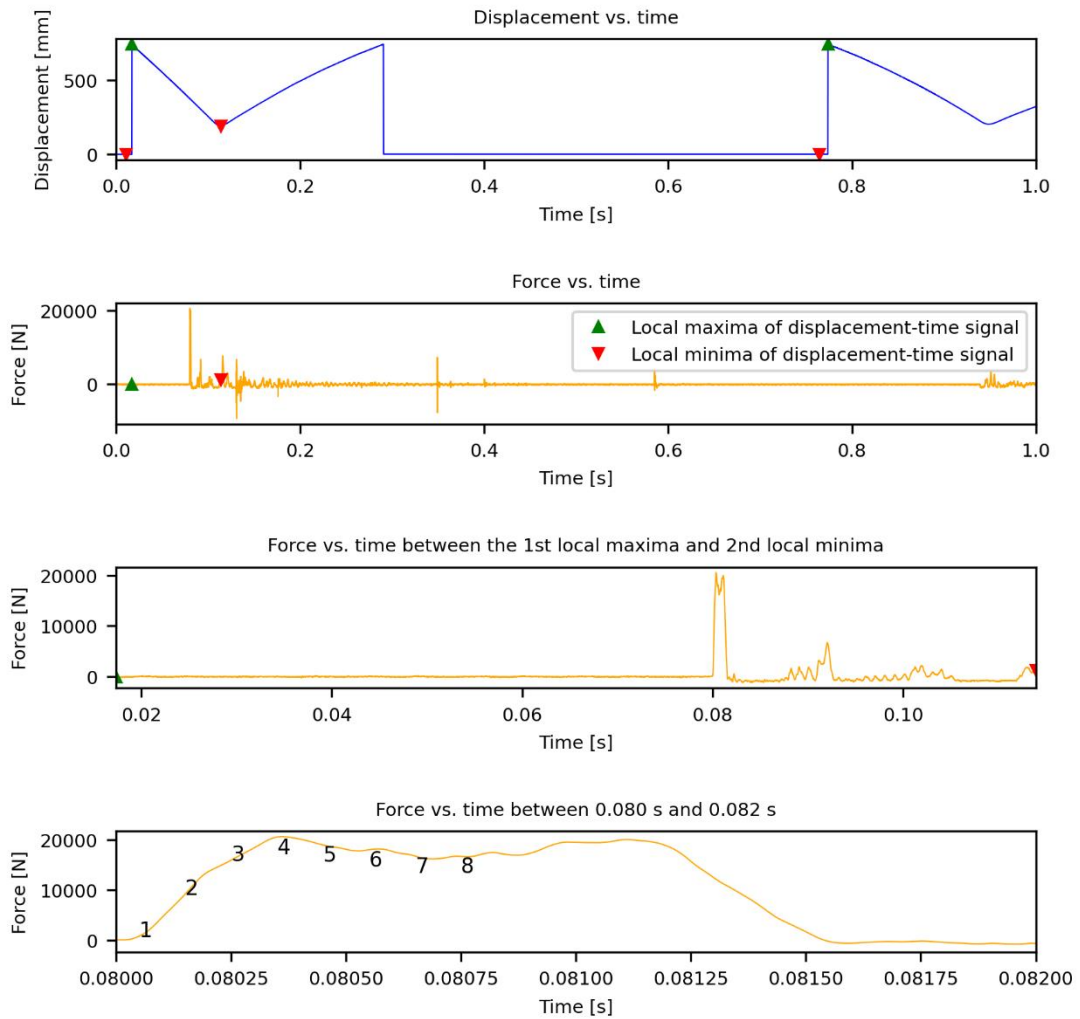 Displacement vs. time
Displacement [mm]
500
0
0.0 0.2 0.4 0.6 0.8 1.0
Time [s]
Force vs. time
Force [N]
20000
0
Local maxima of displacement-time signal
Local minima of displacement-time signal
0.0 0.2 0.4 0.6 0.8 1.0
Time [s]
Force vs. time between the 1st local maxima and 2nd local minima
Force [N]
20000
10000
0
0.02 0.04 0.06 0.08 0.10
Time [s]
Force vs. time between 0.080 s and 0.082 s
Force [N]
20000
10000
0
1 2 3 4 5 6 7 8
0.08000 0.08025 0.08050 0.08075 0.08100 0.08125 0.08150 0.08175 0.08200
Time [s]